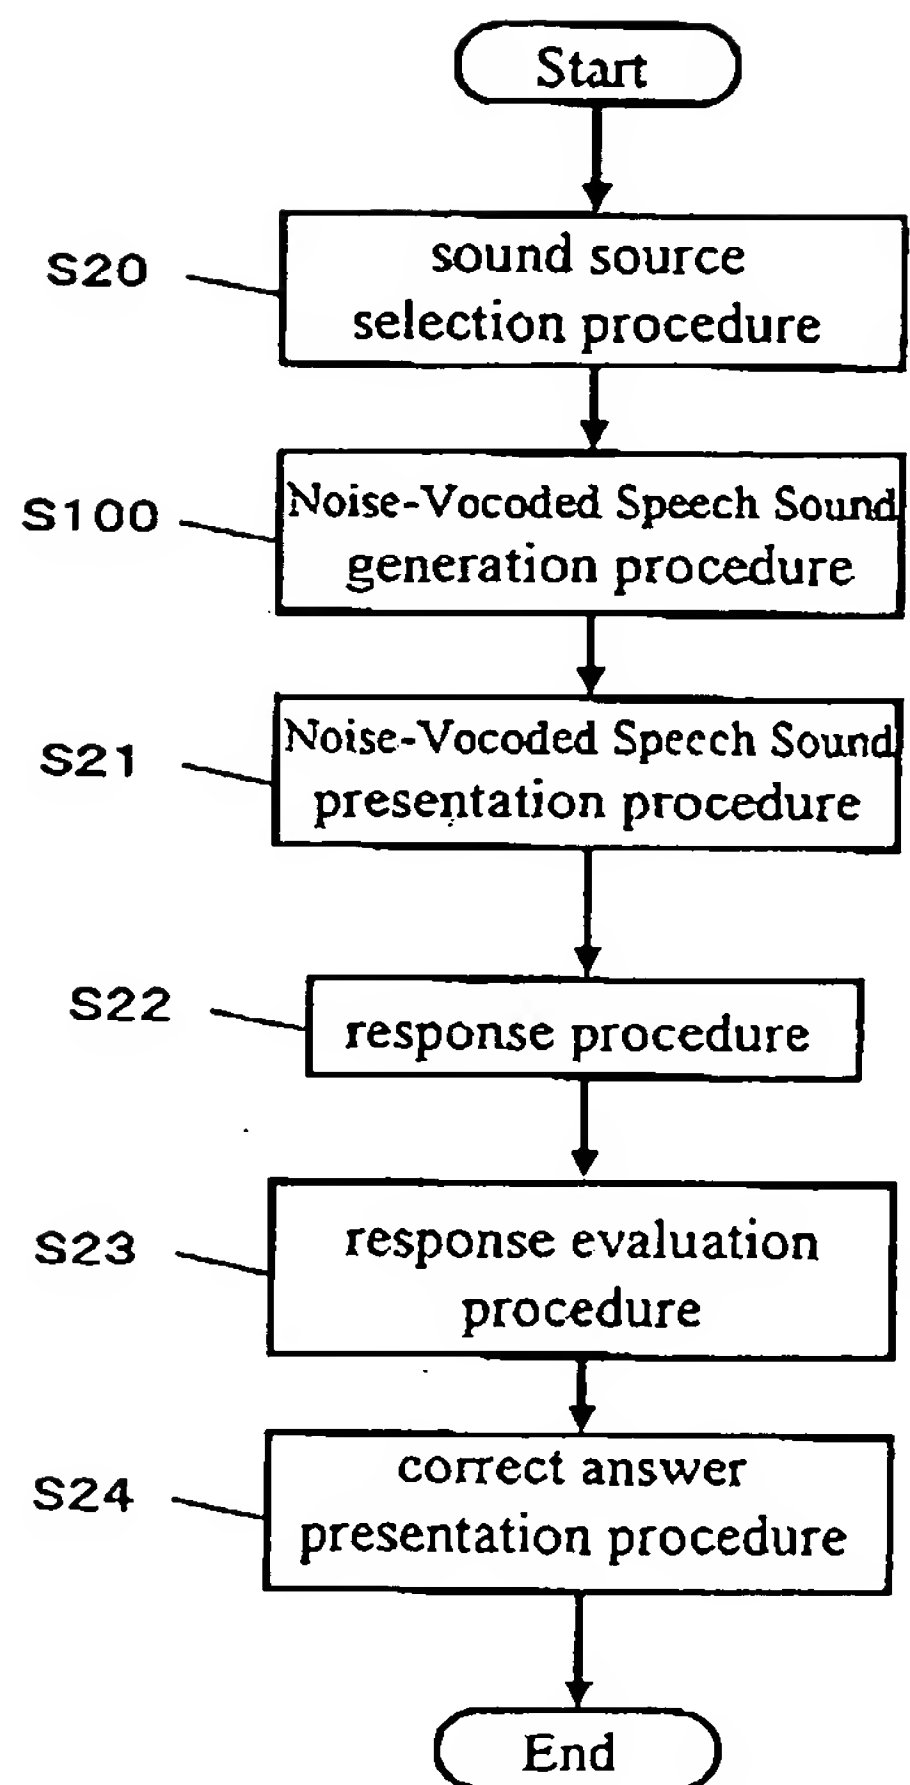 Start
S20
sound source
selection procedure
S100
Noise-Vocoded Speech Sound
generation procedure
S21
Noise-Vocoded Speech Sound
presentation procedure
S22
response procedure
S23
response evaluation
procedure
S24
correct answer
presentation procedure
End